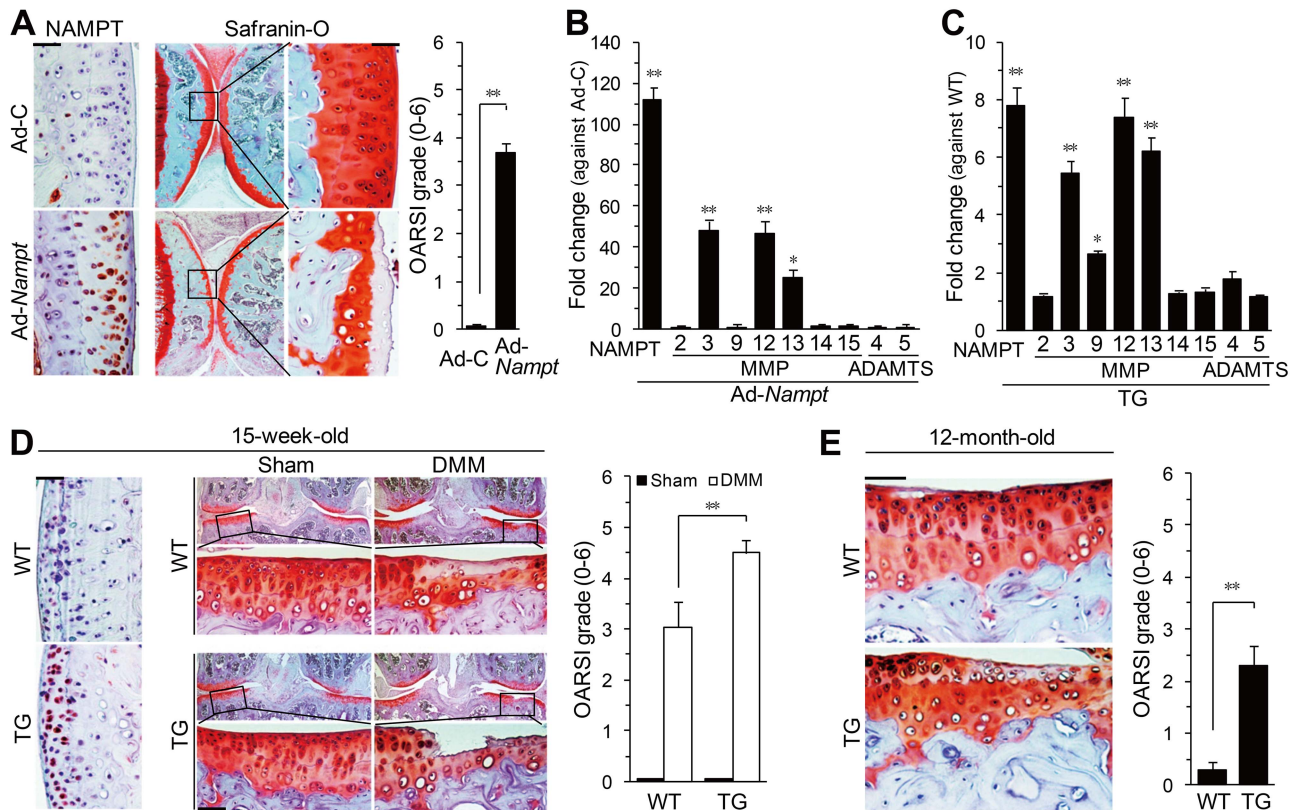 A
NAMPT
Safranin-O
Ad-C
Ad-Nampt
OARSI grade (0-6)
6
5
4
3
2
1
0
**
Ad-C
Ad-
Nampt
B
Fold change (against Ad-C)
140
120
100
80
60
40
20
0
**
**
**
*
NAMPT 2 3 9 12 13 14 15 4 5
MMP ADAMTS
Ad-Nampt
C
Fold change (against WT)
10
8
6
4
2
0
**
**
*
**
**
NAMPT 2 3 9 12 13 14 15 4 5
MMP ADAMTS
TG
D
15-week-old
Sham DMM
WT
TG
WT
TG
OARSI grade (0-6)
6
5
4
3
2
1
0
Sham DMM
**
WT TG
E
12-month-old
WT
TG
OARSI grade (0-6)
6
5
4
3
2
1
0
**
WT TG